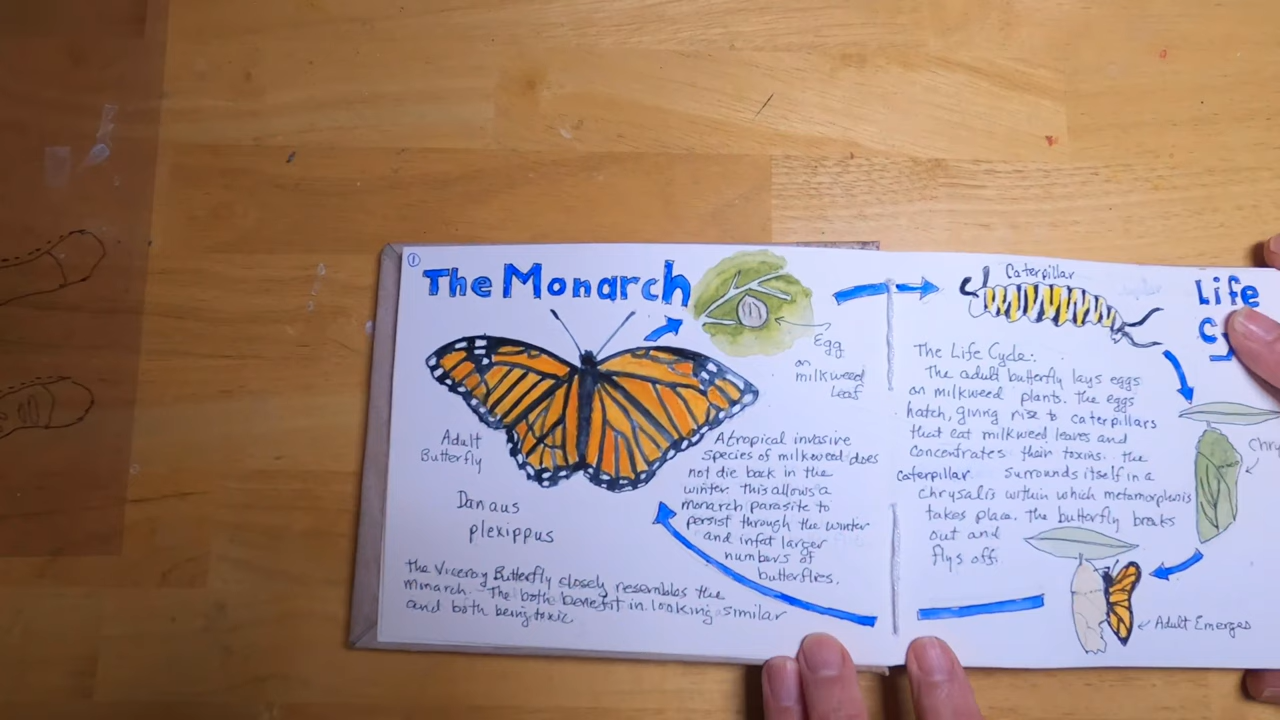 ①
The Monarch
Egg
on
milkweed
Leaf
Adult
Butterfly
Danaus
plexippus
A tropical invasive
species of milkweed does
not die back in the
winter. This allows a
monarch parasite to
persist through the winter
and infet larger
numbers of
butterflies.
the Viceroy Butterfly closely resembles the
minarch. The both benefit in looking similar
and both being toxic.
Caterpillar
Life
The Life Cycle:
The adult butterfly lays eggs
on milkweed plants. The eggs
hatch, giving rise to caterpillars
that eat milkweed leaves and
concentrates their toxins. the
caterpillar surrounds itself in a
chrysalis within which metamorphosis
takes place. The butterfly breaks
out and
flys off.
Chry
Adult Emerges